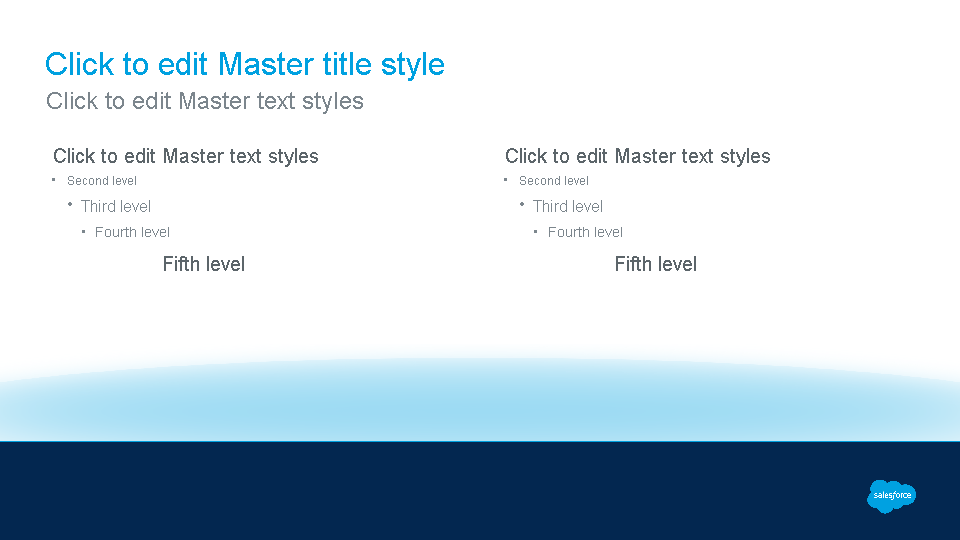 Click to edit Master title style
Click to edit Master text styles
Click to edit Master text styles
• Second level
• Third level
• Fourth level
Fifth level
Click to edit Master text styles
• Second level
• Third level
• Fourth level
Fifth level
salesforce